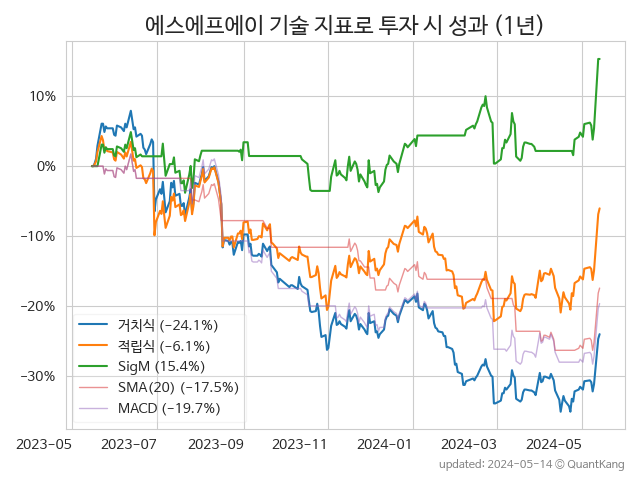 에스에프에이 기술 지표로 투자 시 성과 (1년)
10%
0%
−10%
−20%
−30%
거치식 (−24.1%)
적립식 (−6.1%)
SigM (15.4%)
SMA(20) (−17.5%)
MACD (−19.7%)
2023−05 2023−07 2023−09 2023−11 2024−01 2024−03 2024−05
updated: 2024-05-14 @ QuantKang